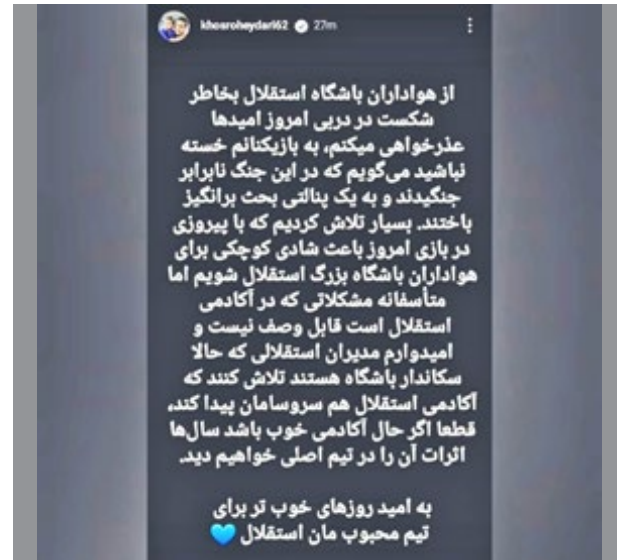 khosroheydari62 27m
از هواداران باشگاه استقلال بخاطر
شکست در دربی امروز امیدها
عذرخواهی میکنم، به بازیکنانم خسته
نباشید می‌گویم که در این جنگ نابرابر
جنگیدند و به یک پنالتی بحث برانگیز
باختند. بسیار تلاش کردیم که با پیروزی
در بازی امروز باعث شادی کوچکی برای
هواداران باشگاه بزرگ استقلال شویم اما
متأسفانه مشکلاتی که در آکادمی
استقلال است قابل وصف نیست و
امیدوارم مدیران استقلالی که حالا
سکاندار باشگاه هستند تلاش کنند که
آکادمی استقلال هم سروسامان پیدا کند،
قطعا اگر حال آکادمی خوب باشد سال‌ها
اثرات آن را در تیم اصلی خواهیم دید.
به امید روزهای خوب تر برای
تیم محبوب مان استقلال 💙